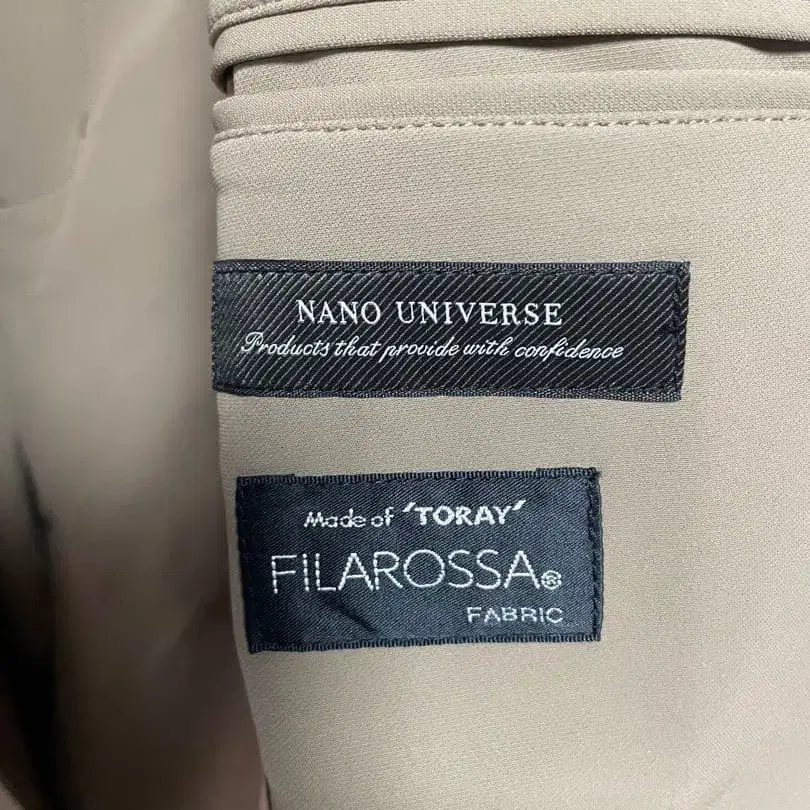 NANO UNIVERSE
Products that provide with confidence
Made of 'TORAY'
FILAROSSA®
FABRIC